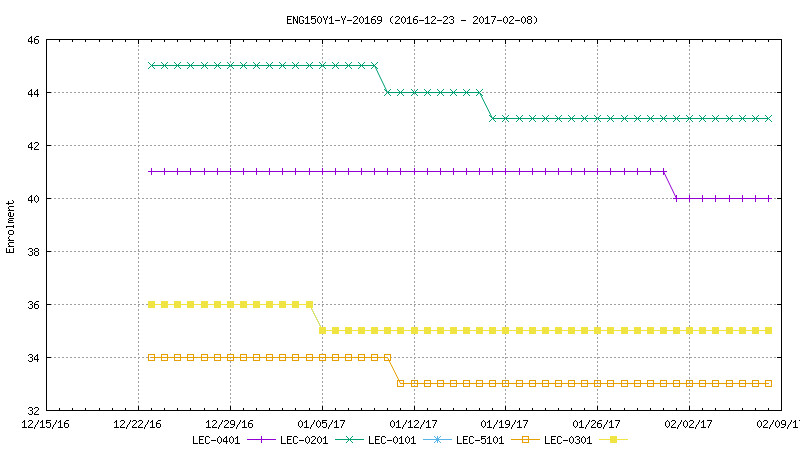 ENG150Y1-Y-20169 (2016-12-23 - 2017-02-08)
46
44
42
40
38
36
34
32
Enrolment
12/15/16 12/22/16 12/29/16 01/05/17 01/12/17 01/19/17 01/26/17 02/02/17 02/09/1
LEC-0401 LEC-0201 LEC-0101 LEC-5101 LEC-0301